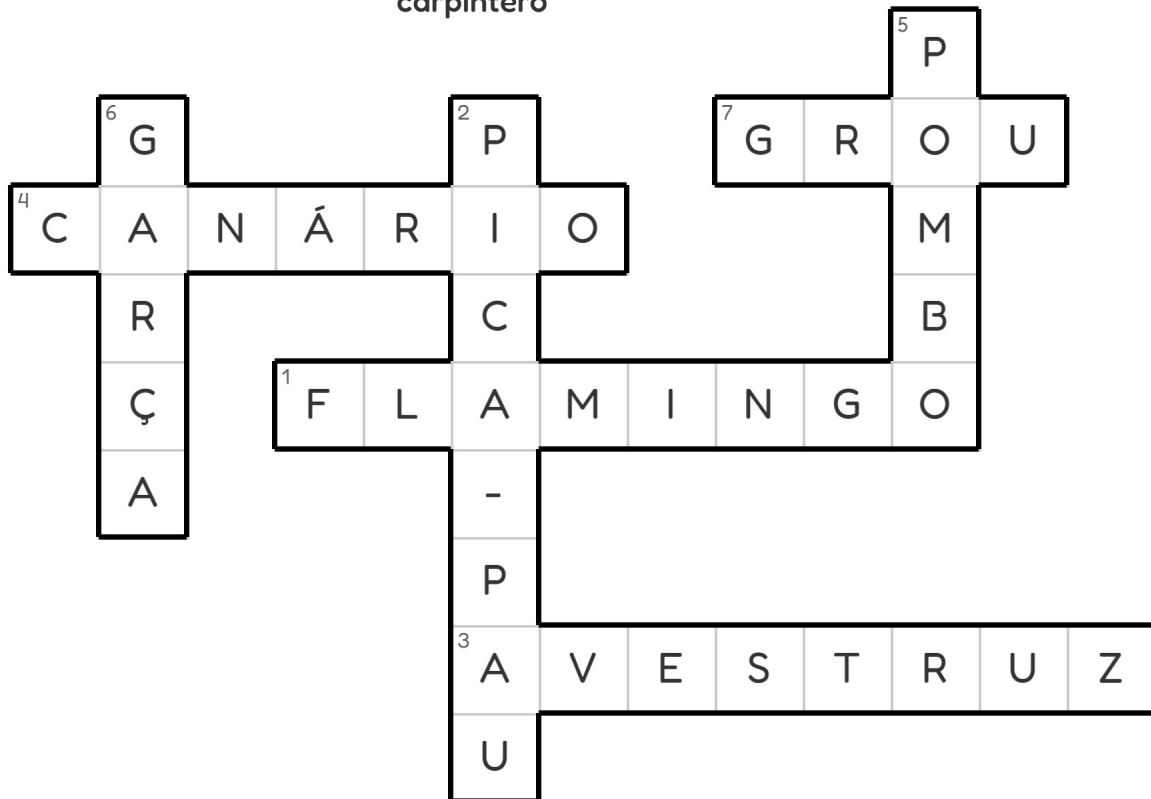 carpintero
5 P
6 G 2 P 7 G R O U
4 C A N Á R I O M
R C B
Ç 1 F L A M I N G O
A -
P
3 A V E S T R U Z
U